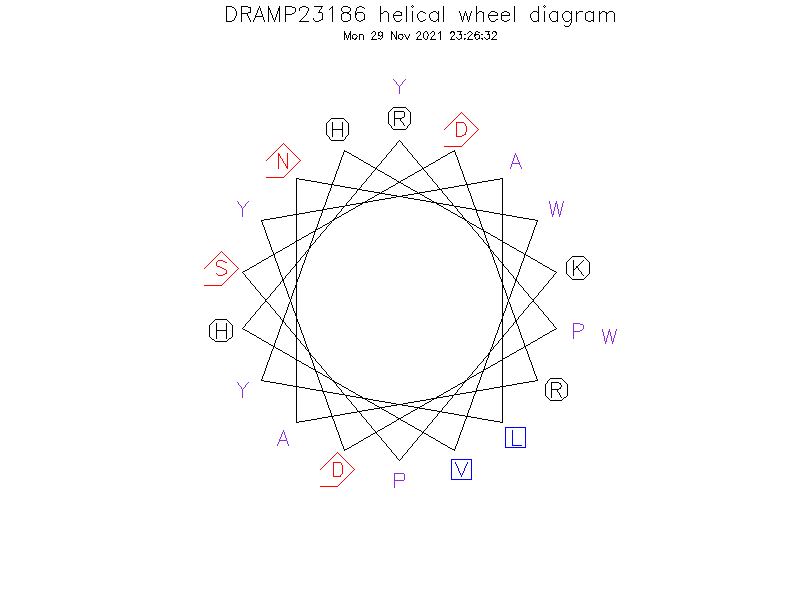 DRAMP23186 helical wheel diagram
Mon 29 Nov 2021 23:26:32
Y
H R D
N A
Y W
S K
H P W
Y R
A L
D P V